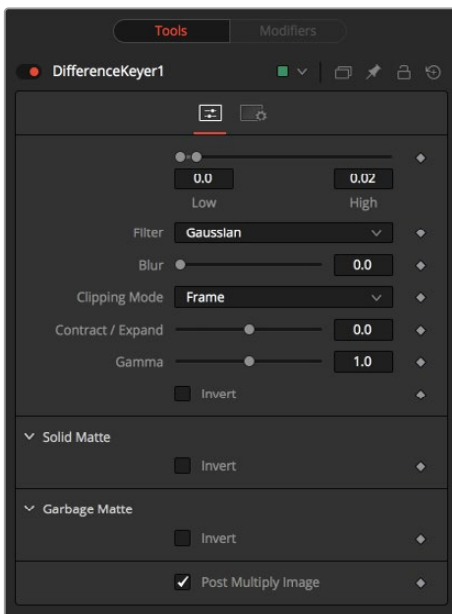 Tools Modifiers
DifferenceKeyer1
0.0 0.02
Low High
Filter Gaussian
Blur 0.0
Clipping Mode Frame
Contract / Expand 0.0
Gamma 1.0
Invert
Solid Matte
Invert
Garbage Matte
Invert
Post Multiply Image